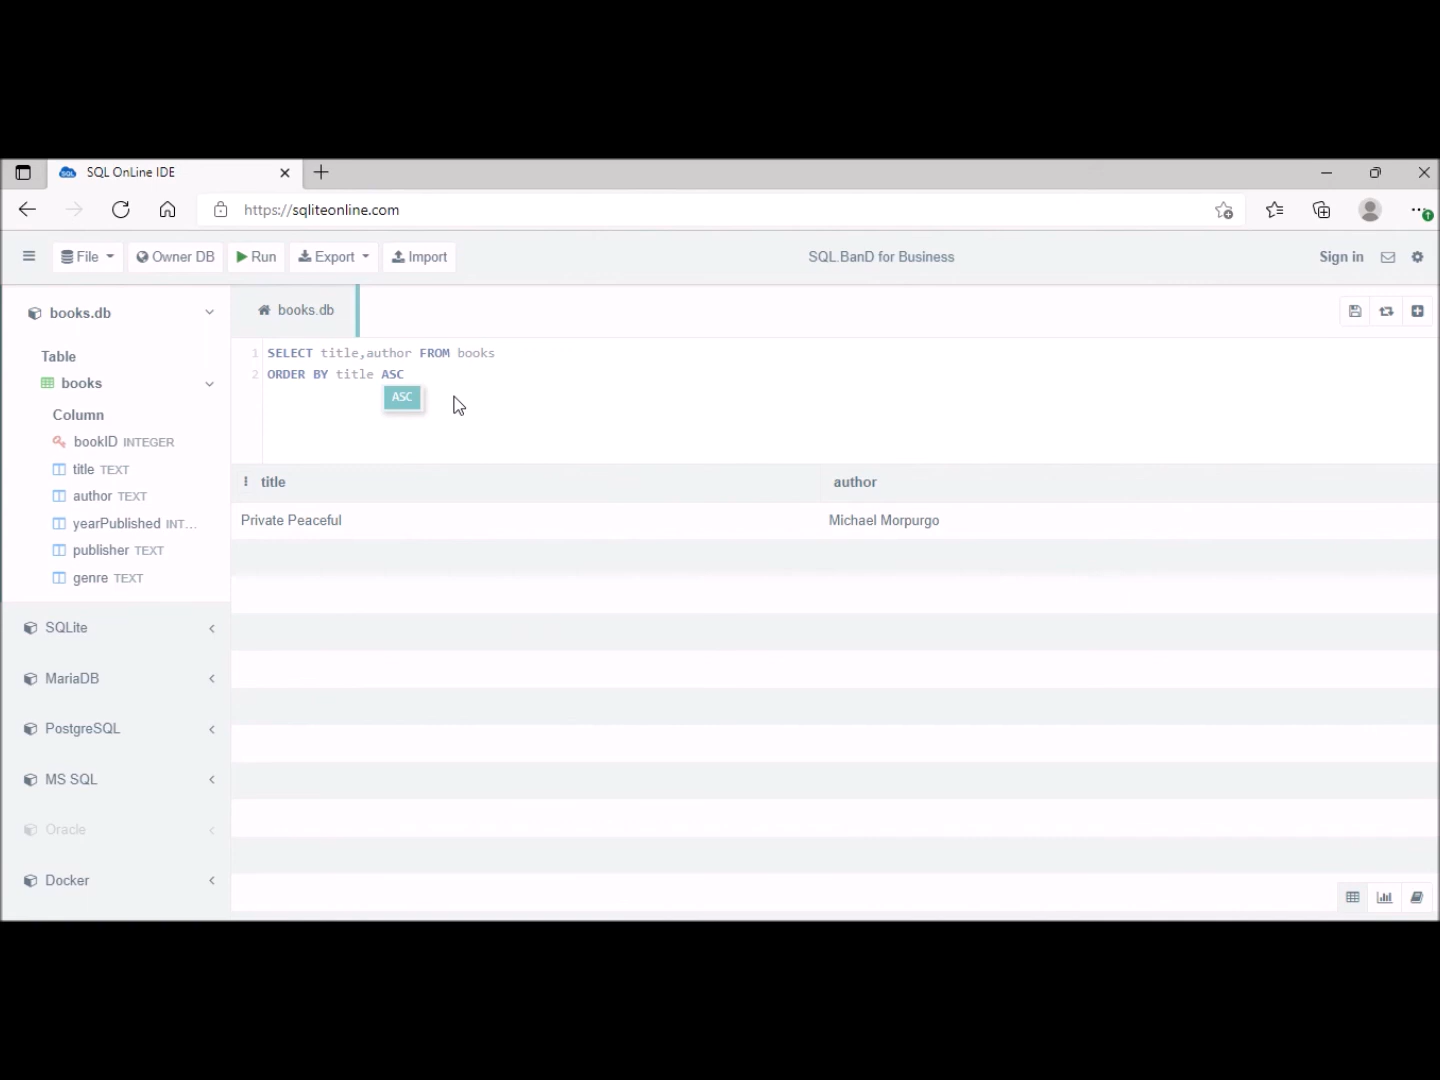 SQL OnLine IDE
https://sqliteonline.com
File
Owner DB
Run
Export
Import
SQL.BanD for Business
Sign in
books.db
Table
books
Column
bookID INTEGER
title TEXT
author TEXT
yearPublished INT...
publisher TEXT
genre TEXT
SQLite
MariaDB
PostgreSQL
MS SQL
Oracle
Docker
books.db
1 SELECT title,author FROM books
2 ORDER BY title ASC
ASC
title author
Private Peaceful Michael Morpurgo